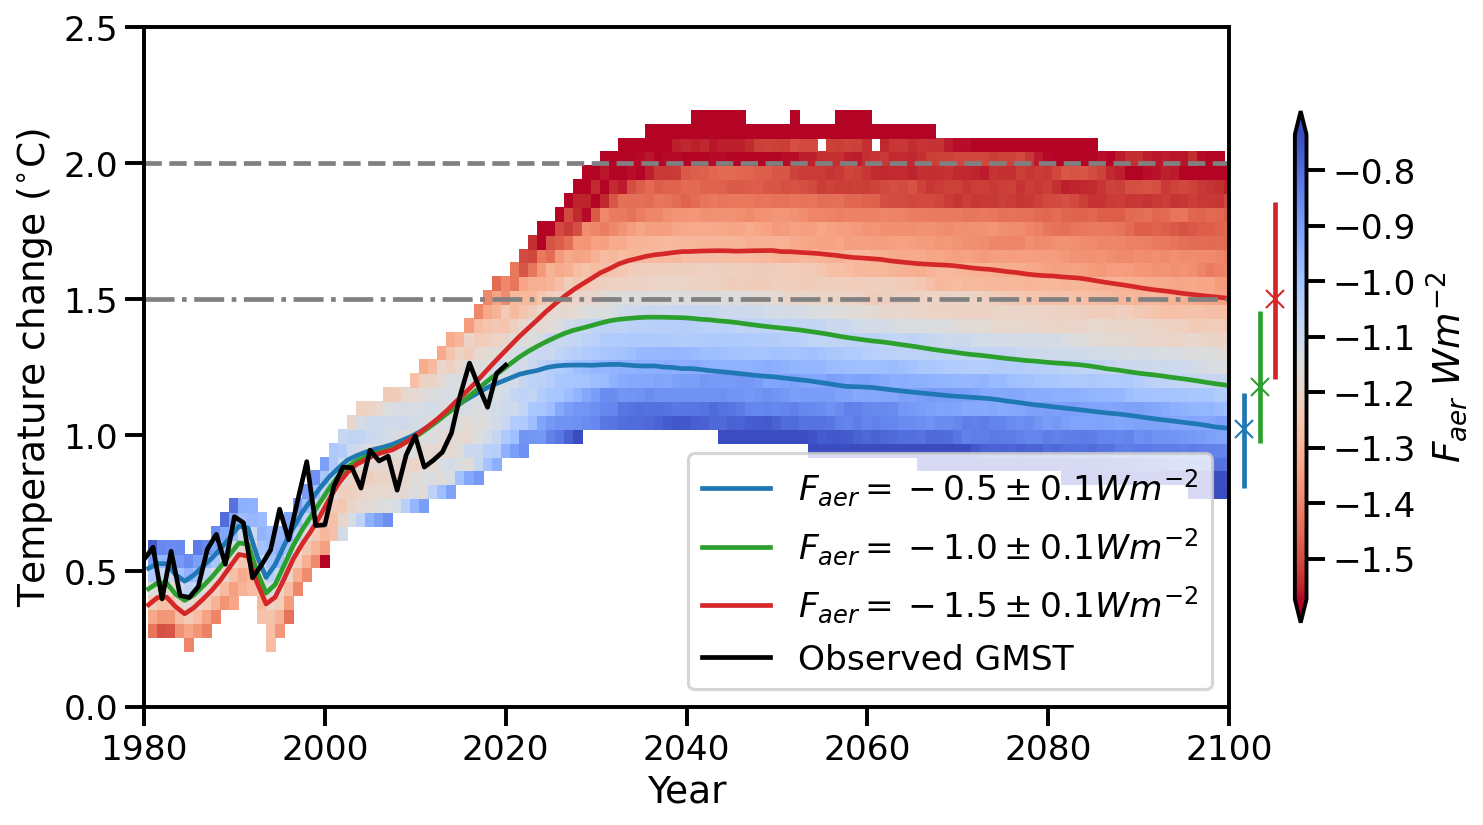 Temperature change (°C)
2.5
2.0
1.5
1.0
0.5
0.0
1980 2000 2020 2040 2060 2080 2100
Year
F_aer = −0.5 ± 0.1Wm⁻²
F_aer = −1.0 ± 0.1Wm⁻²
F_aer = −1.5 ± 0.1Wm⁻²
Observed GMST
−0.8
−0.9
−1.0
−1.1
−1.2
−1.3
−1.4
−1.5
F_aer Wm⁻²